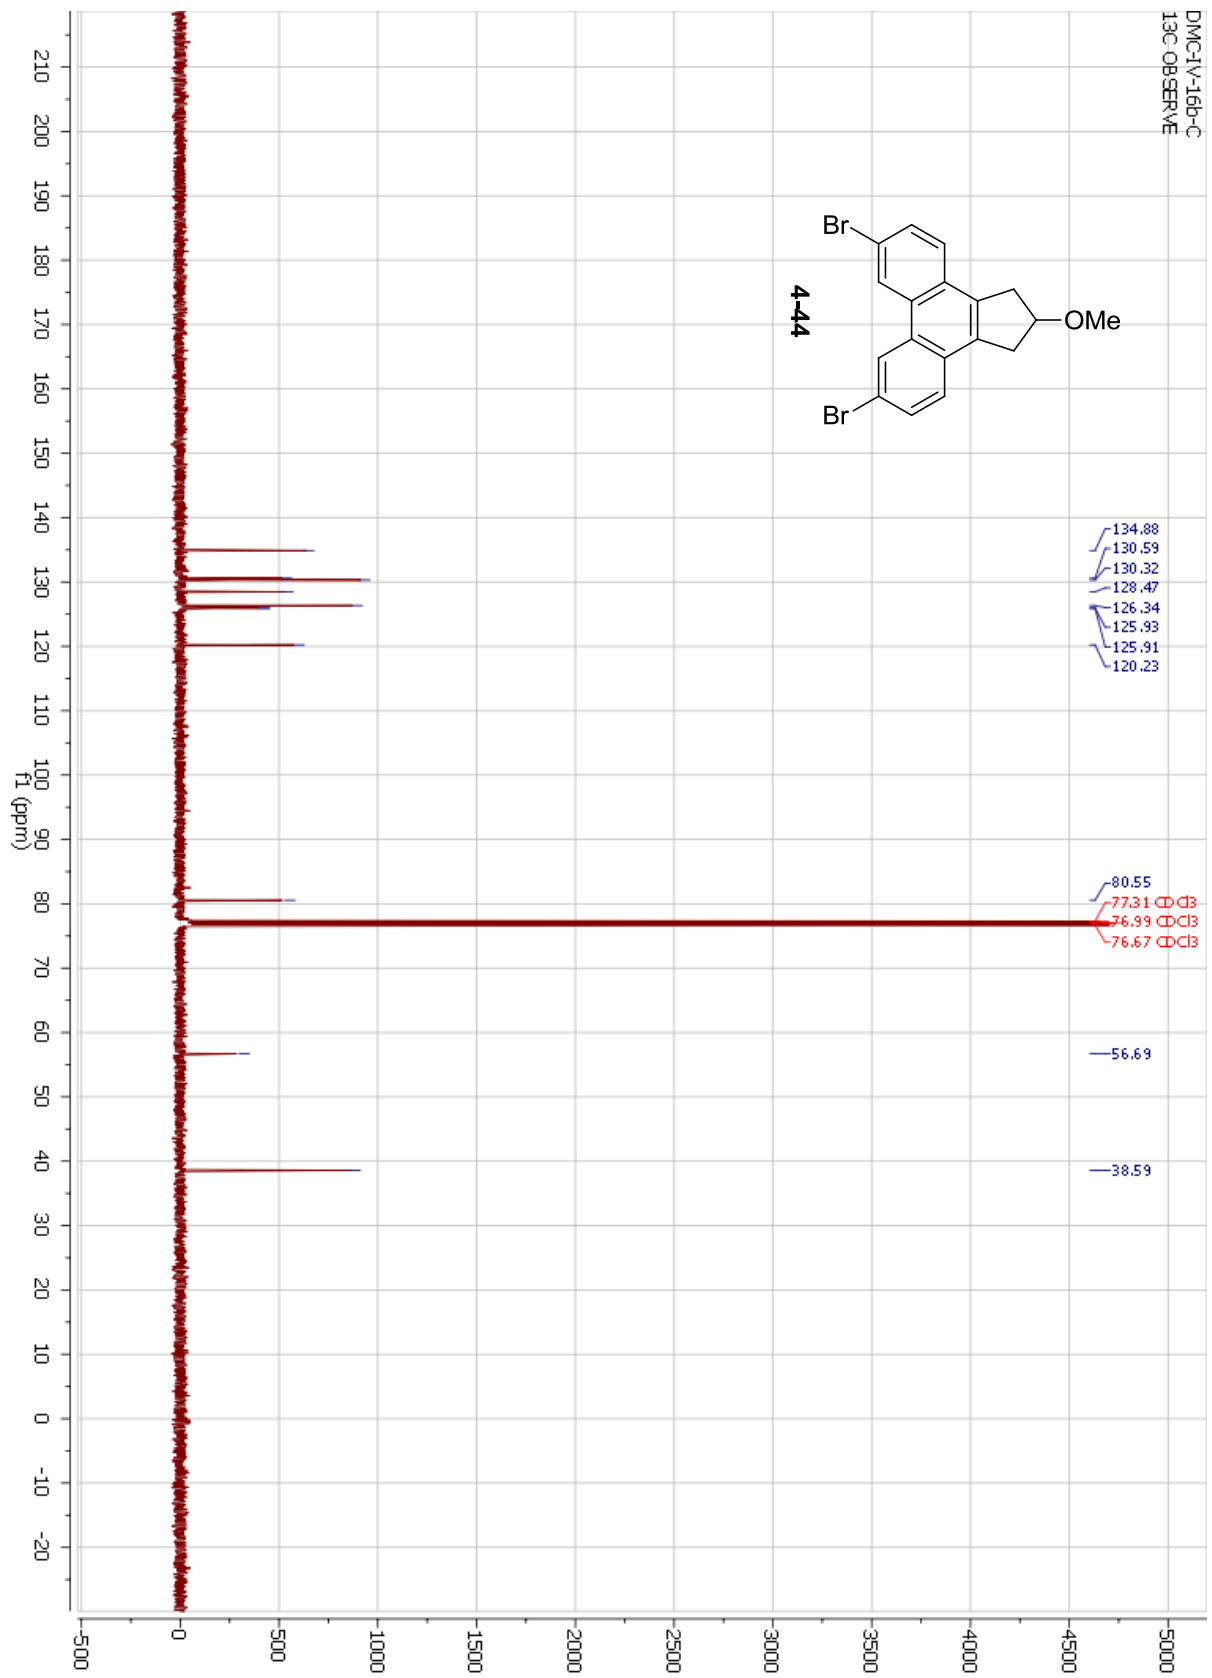 DMC-IV-16b-C
13C OBSERVE
Br
OMe
Br
4-44
134.88
130.59
130.32
128.47
126.34
125.93
125.91
120.23
80.55
77.31 CDCl3
76.99 CDCl3
76.67 CDCl3
56.69
38.59
210 200 190 180 170 160 150 140 130 120 110 100 90 80 70 60 50 40 30 20 10 0 -10 -20
f1 (ppm)
-500 0 500 1000 1500 2000 2500 3000 3500 4000 4500 5000